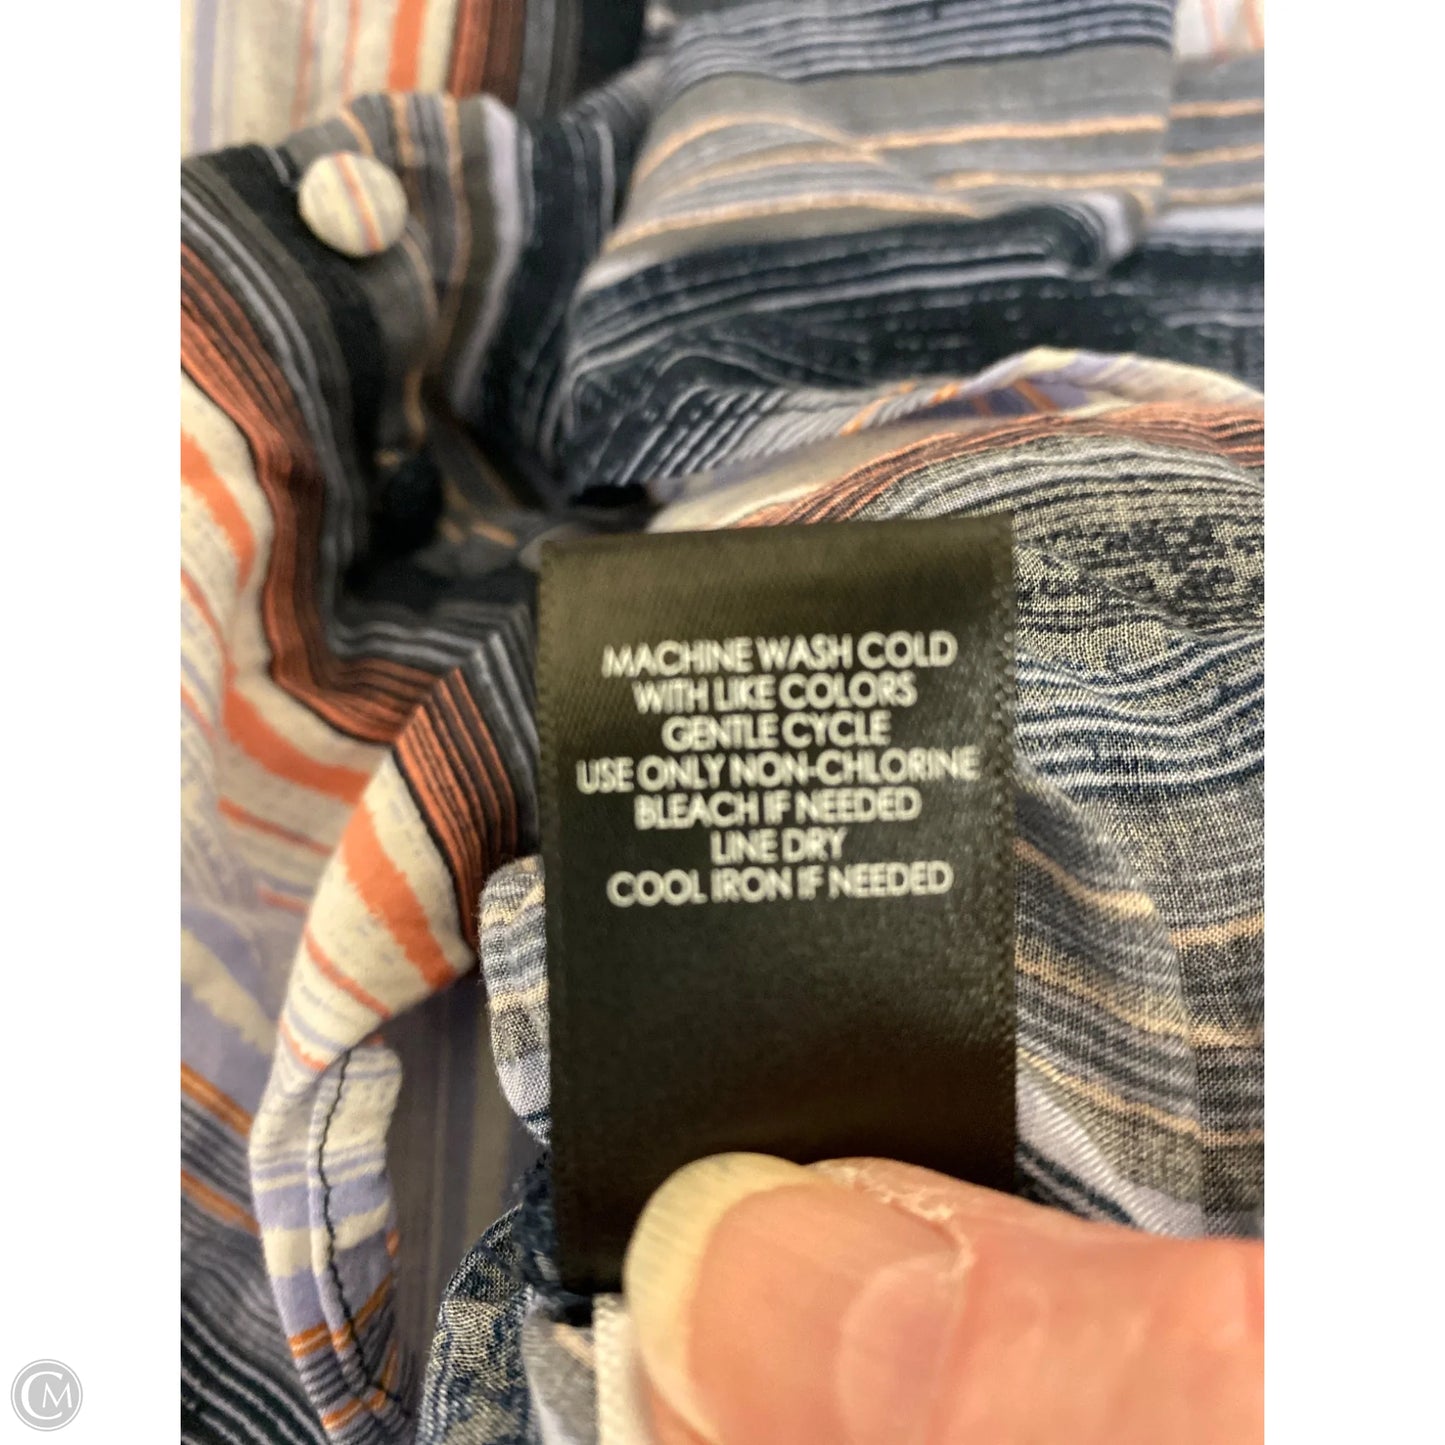 MACHINE WASH COLD
WITH LIKE COLORS
GENTLE CYCLE
USE ONLY NON-CHLORINE
BLEACH IF NEEDED
LINE DRY
COOL IRON IF NEEDED
CM